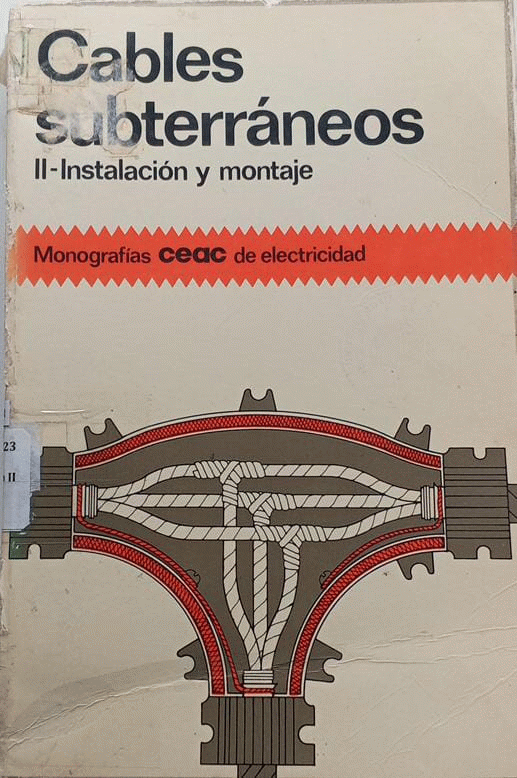 Cables
subterráneos
II-Instalación y montaje
Monografías ceac de electricidad
23
II